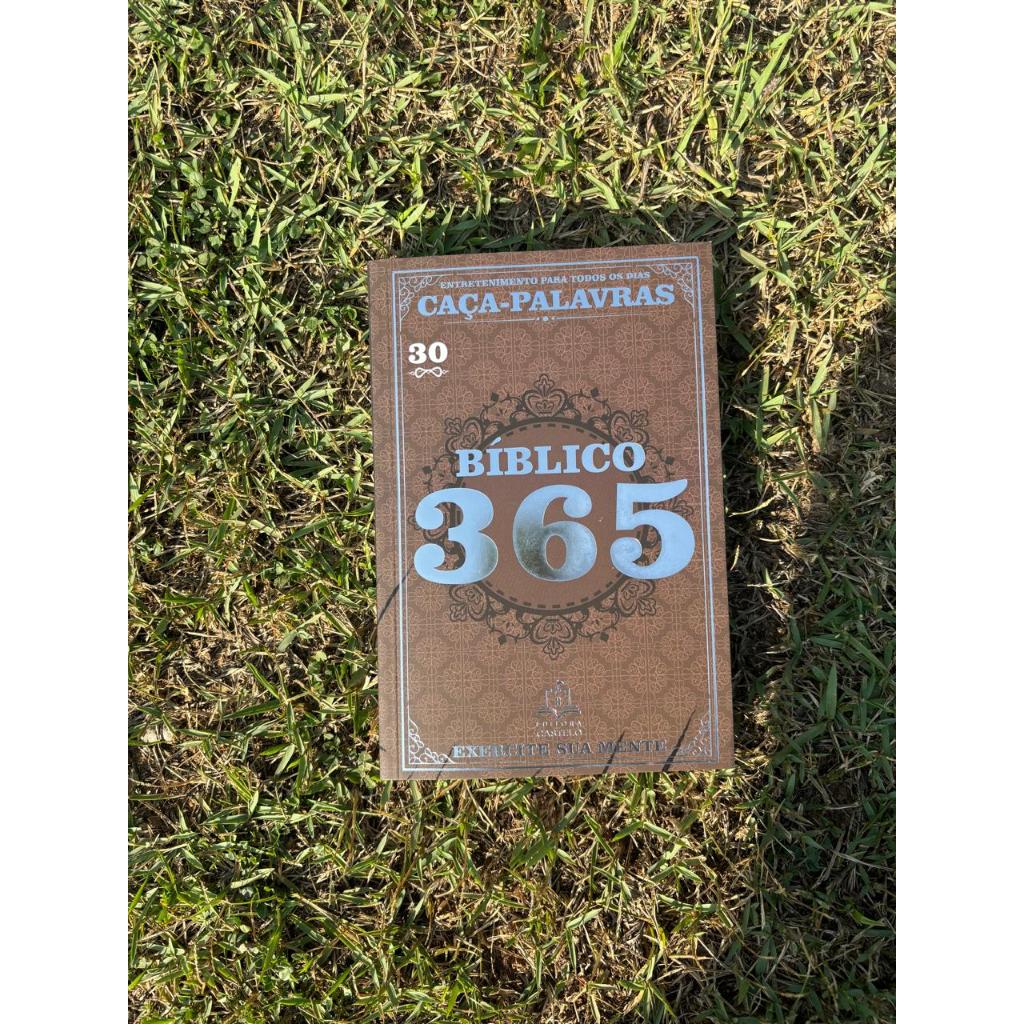 ENTRETENIMENTO PARA TODOS OS DIAS
CAÇA-PALAVRAS
30
BÍBLICO
365
EDITORA
CASTELO
EXERCITE SUA MENTE